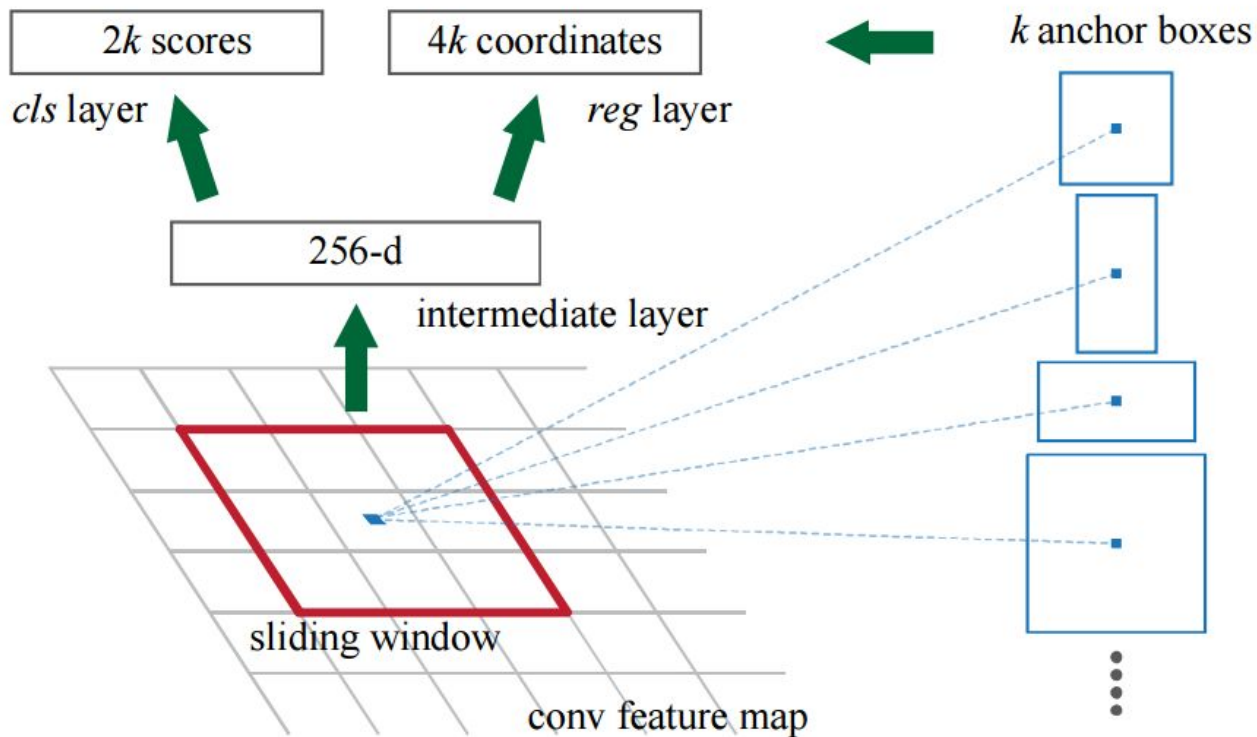 2k scores
4k coordinates
k anchor boxes
cls layer
reg layer
256-d
intermediate layer
sliding window
conv feature map